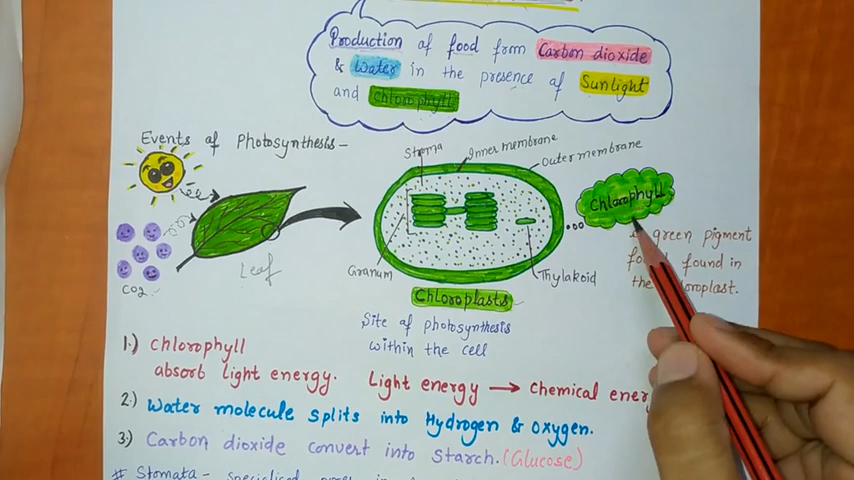 Production of food from Carbon dioxide
& Water in the presence of Sunlight
and Chlorophyll
Events of Photosynthesis -
Stroma
Inner membrane
Outer membrane
Chlorophyll
green pigment
found in
the
Leaf
CO2
Granum
Thylakoid
Chloroplasts
Site of photosynthesis
within the cell
1.) Chlorophyll
absorb light energy. Light energy → Chemical
2.) Water molecule splits into Hydrogen & Oxygen.
3.) Carbon dioxide convert into Starch. (Glucose)
# Stomata - Specialised